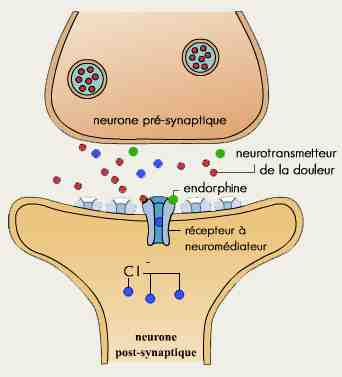 neurone pré-synaptique
neurotransmetteur
de la douleur
endorphine
récepteur à
neuromédiateur
Cl -
neurone
post-synaptique